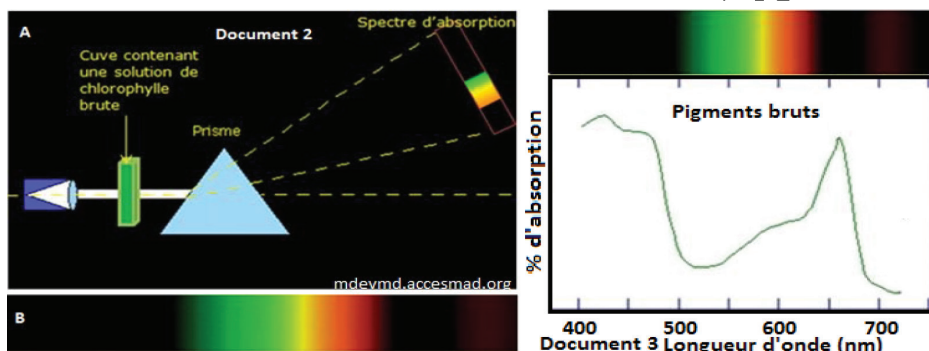 A
Document 2
Spectre d'absorption
Cuve contenant
une solution de
chlorophylle
brute
Prisme
mdevmd.accesmad.org
B
Pigments bruts
% d'absorption
400 500 600 700
Document 3 Longueur d'onde (nm)